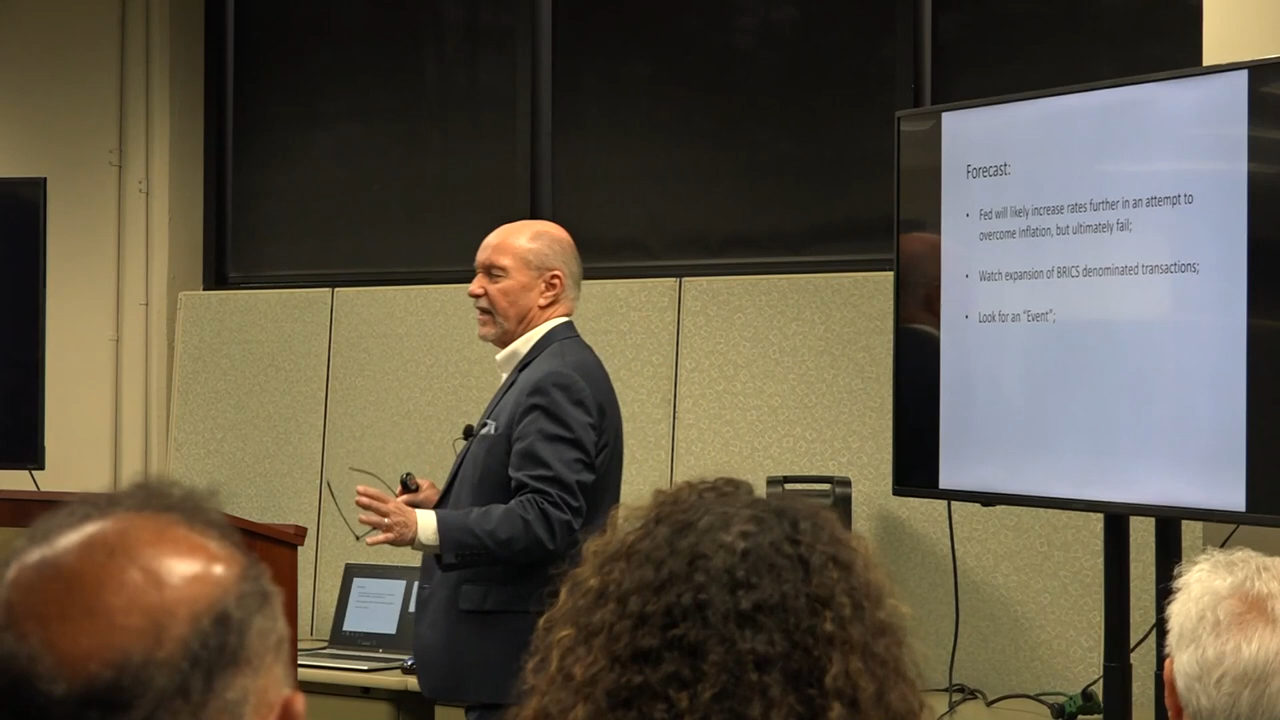 Forecast:
• Fed will likely increase rates further in an attempt to
overcome inflation, but ultimately fail;
• Watch expansion of BRICS denominated transactions;
• Look for an "Event";